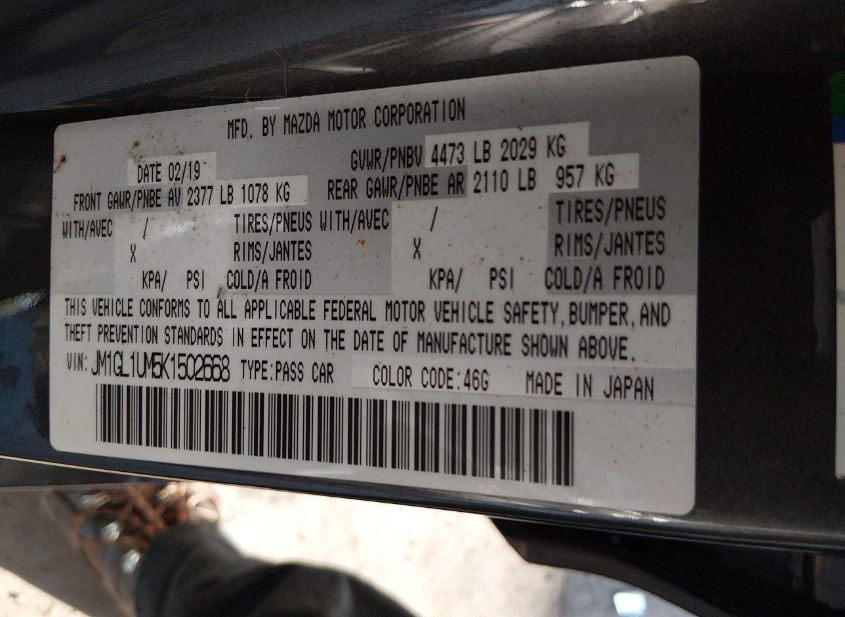 MFD. BY MAZDA MOTOR CORPORATION
DATE 02/19 GVWR/PNBV 4473 LB 2029 KG
FRONT GAWR/PNBE AV 2377 LB 1078 KG REAR GAWR/PNBE AR 2110 LB 957 KG
WITH/AVEC / TIRES/PNEUS WITH/AVEC / TIRES/PNEUS
X RIMS/JANTES X RIMS/JANTES
KPA/ PSI COLD/A FROID KPA/ PSI COLD/A FROID
THIS VEHICLE CONFORMS TO ALL APPLICABLE FEDERAL MOTOR VEHICLE SAFETY, BUMPER, AND
THEFT PREVENTION STANDARDS IN EFFECT ON THE DATE OF MANUFACTURE SHOWN ABOVE.
VIN: JM1GL1UM5K1502668 TYPE:PASS CAR COLOR CODE:46G MADE IN JAPAN